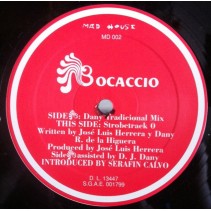 MAD HOUSE
MD 002
BOCACCIO
SIDE : Dany Tradicional Mix
THIS SIDE: Strobetrack 0
Written by José Luis Herrera y Dany
R. de la Higuera
Produced by José Luis Herrera
Side assisted by D. J. Dany
INTRODUCED BY SERAFIN CALVO
D. L. 13447
S.G.A.E. 001799